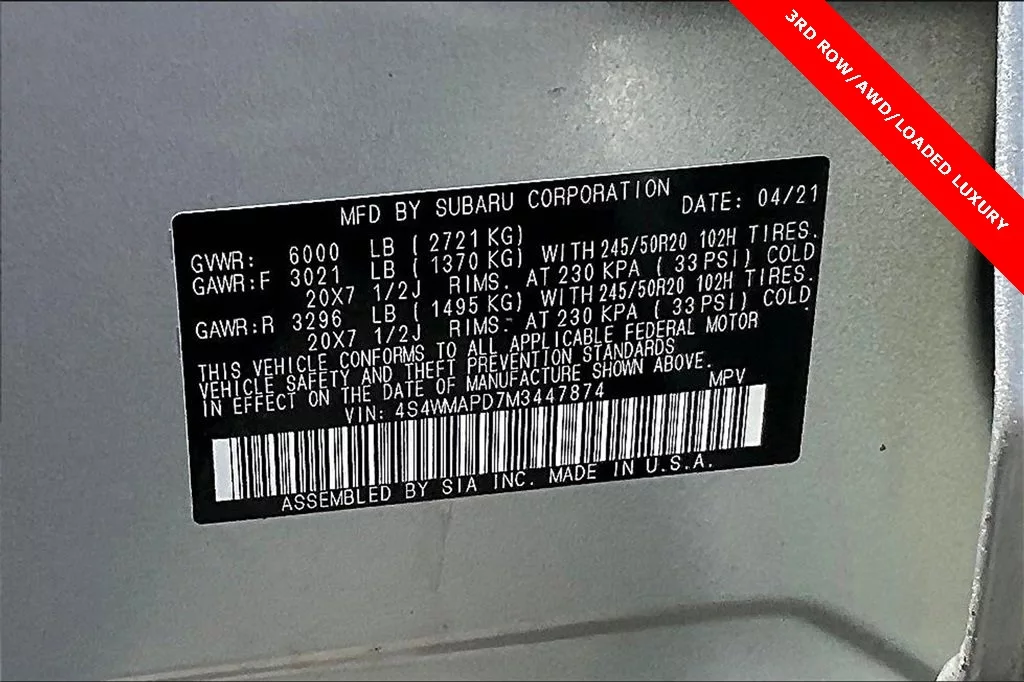 3RD ROW/AWD/LOADED LUXURY
MFD BY SUBARU CORPORATION DATE: 04/21
GVWR: 6000 LB ( 2721 KG)
GAWR:F 3021 LB ( 1370 KG) WITH 245/50R20 102H TIRES.
20X7 1/2J RIMS. AT 230 KPA ( 33 PSI) COLD
GAWR:R 3296 LB ( 1495 KG) WITH 245/50R20 102H TIRES.
20X7 1/2J RIMS. AT 230 KPA ( 33 PSI) COLD
THIS VEHICLE CONFORMS TO ALL APPLICABLE FEDERAL MOTOR
VEHICLE SAFETY AND THEFT PREVENTION STANDARDS
IN EFFECT ON THE DATE OF MANUFACTURE SHOWN ABOVE.
VIN: 4S4WMAPD7M3447874 MPV
ASSEMBLED BY SIA INC. MADE IN U.S.A.